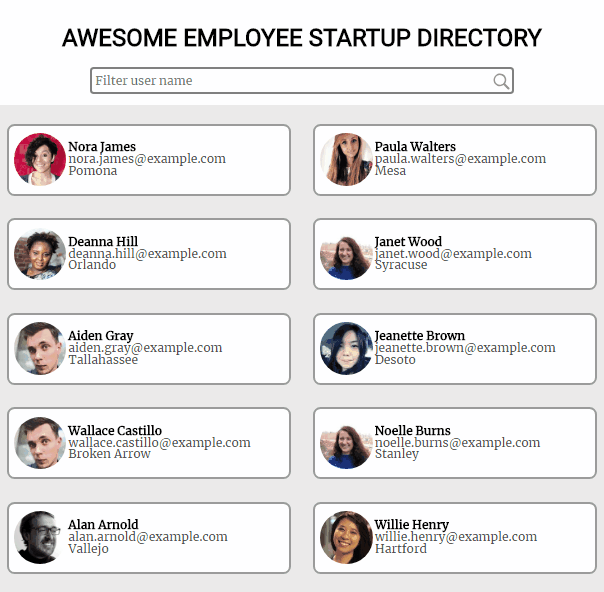 AWESOME EMPLOYEE STARTUP DIRECTORY
Filter user name
Nora James
nora.james@example.com
Pomona
Paula Walters
paula.walters@example.com
Mesa
Deanna Hill
deanna.hill@example.com
Orlando
Janet Wood
janet.wood@example.com
Syracuse
Aiden Gray
aiden.gray@example.com
Tallahassee
Jeanette Brown
jeanette.brown@example.com
Desoto
Wallace Castillo
wallace.castillo@example.com
Broken Arrow
Noelle Burns
noelle.burns@example.com
Stanley
Alan Arnold
alan.arnold@example.com
Vallejo
Willie Henry
willie.henry@example.com
Hartford